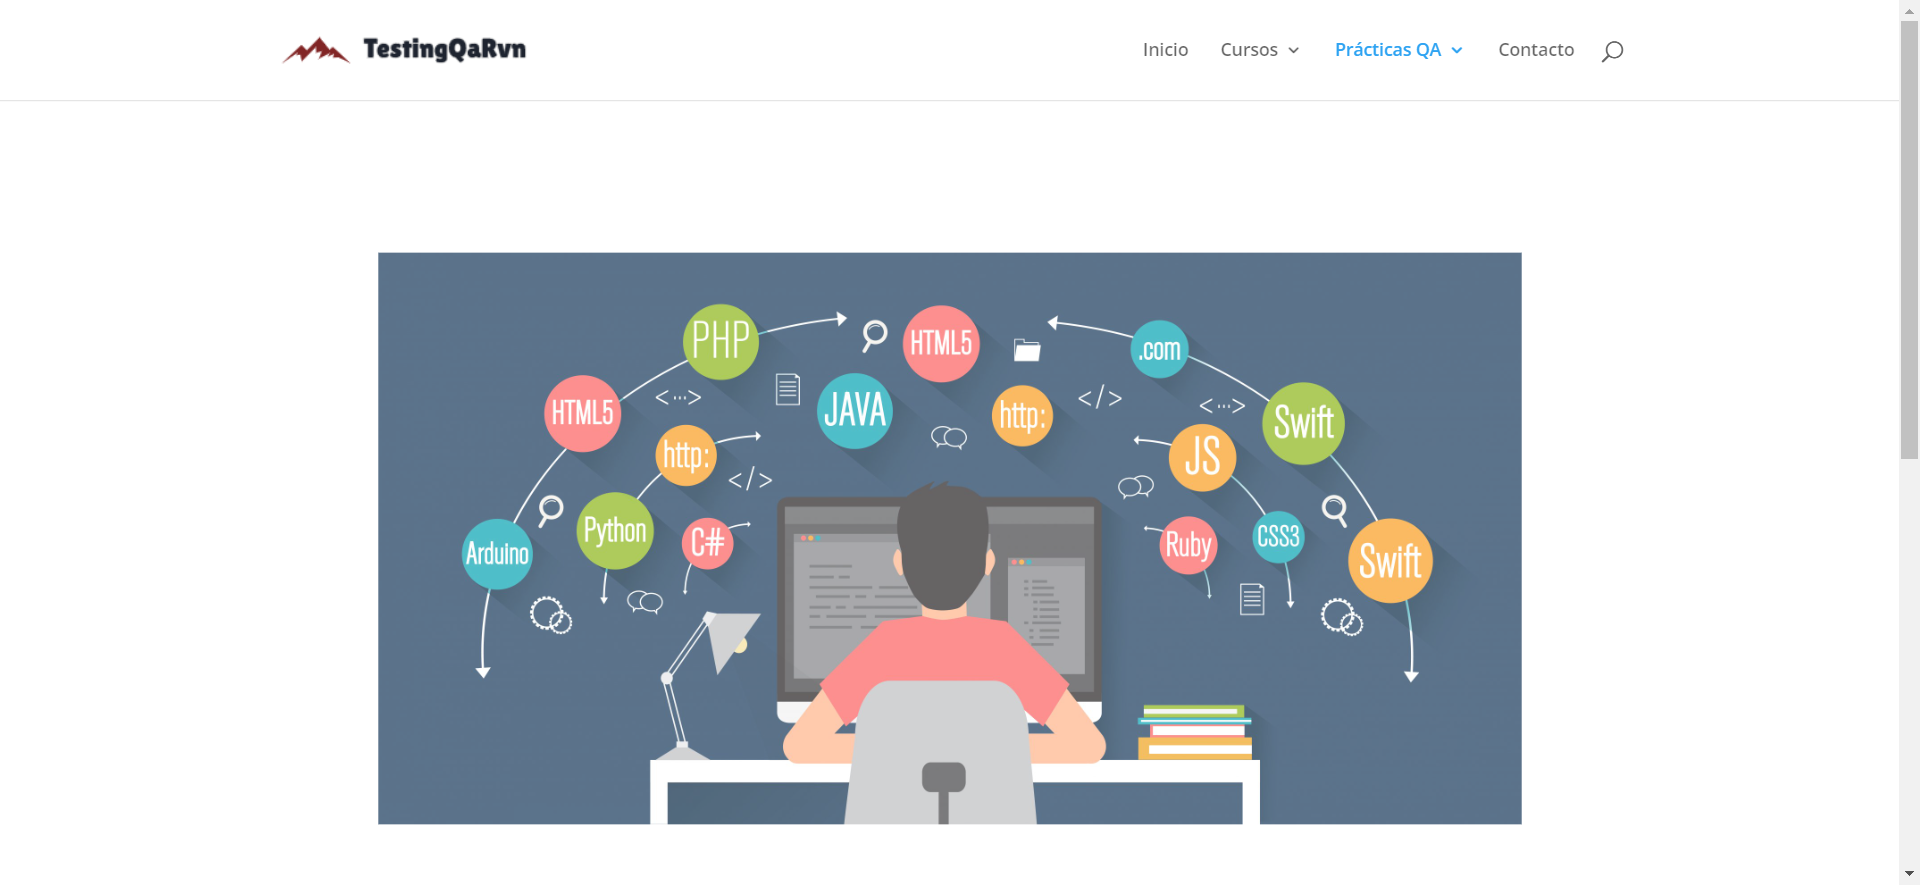 TestingQaRvn
Inicio Cursos Prácticas QA Contacto
PHP HTML5 .com
HTML5 JAVA http: Swift
http: JS
Arduino Python C# Ruby CSS3 Swift